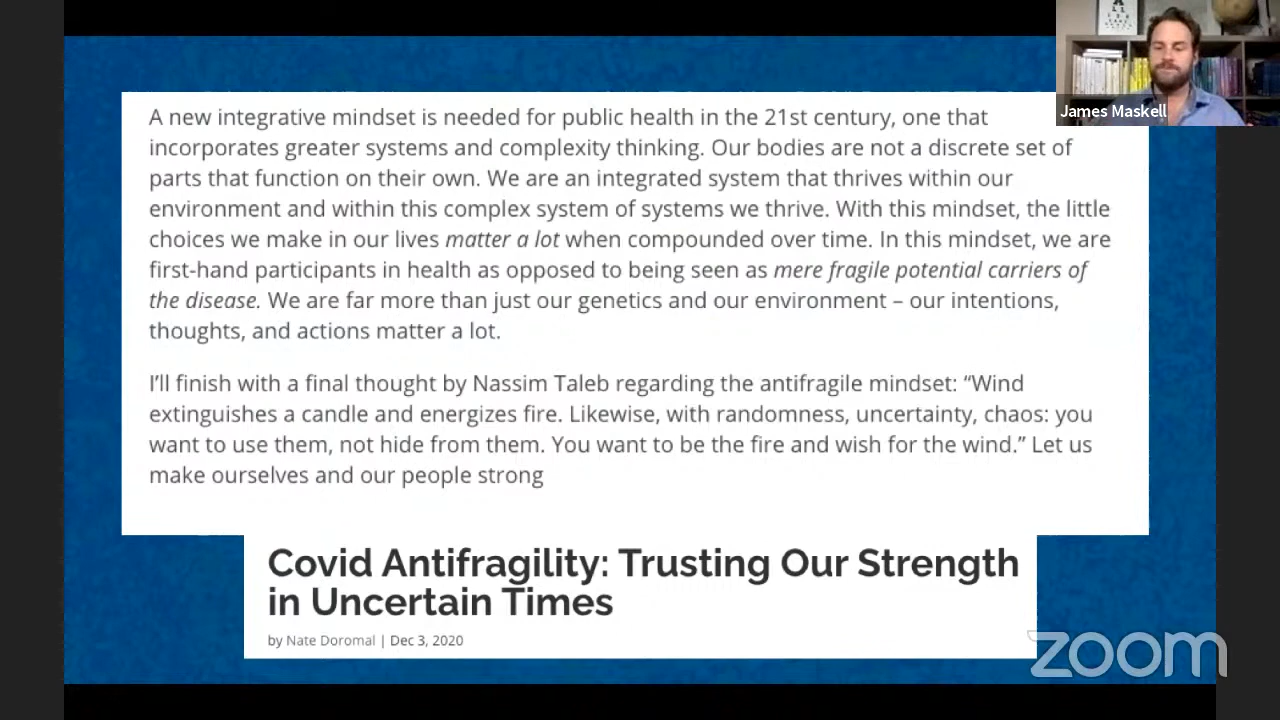 A new integrative mindset is needed for public health in the 21st century, one that
incorporates greater systems and complexity thinking. Our bodies are not a discrete set of
parts that function on their own. We are an integrated system that thrives within our
environment and within this complex system of systems we thrive. With this mindset, the little
choices we make in our lives matter a lot when compounded over time. In this mindset, we are
first-hand participants in health as opposed to being seen as mere fragile potential carriers of
the disease. We are far more than just our genetics and our environment – our intentions,
thoughts, and actions matter a lot.
I’ll finish with a final thought by Nassim Taleb regarding the antifragile mindset: “Wind
extinguishes a candle and energizes fire. Likewise, with randomness, uncertainty, chaos: you
want to use them, not hide from them. You want to be the fire and wish for the wind.” Let us
make ourselves and our people strong
Covid Antifragility: Trusting Our Strength
in Uncertain Times
by Nate Doromal | Dec 3, 2020
James Maskell
zoom